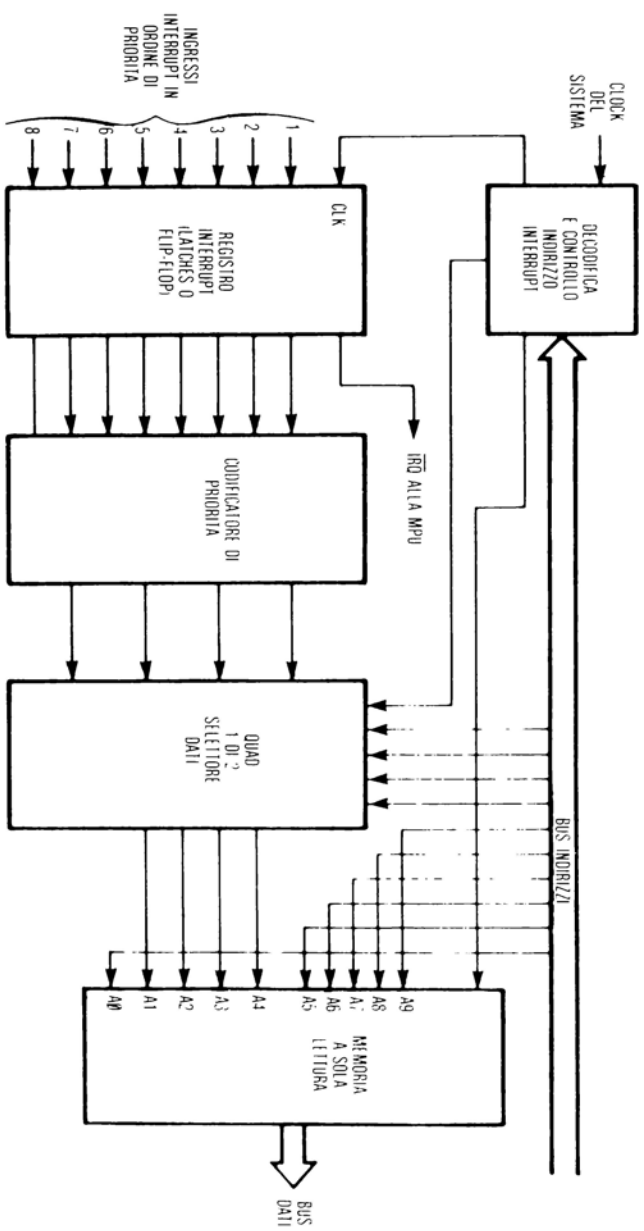 CLOCK
DEL
SISTEMA
DECODIFICA
E CONTROLLO
INDIRIZZO
INTERRUPT
BUS INDIRIZZI
INGRESSI
INTERRUPT IN
ORDINE DI
PRIORITA
1
2
3
4
5
6
7
8
CLK
REGISTRO
INTERRUPT
(LATCHES O
FLIP-FLOP)
IRQ ALLA MPU
CODIFICATORE DI
PRIORITA
QUAD
1 DI 2
SELETTORE
DATI
A9
A8
A7
A6
A5
A4
A3
A2
A1
A0
MEMORIA
A SOLA
LETTURA
BUS
DATI